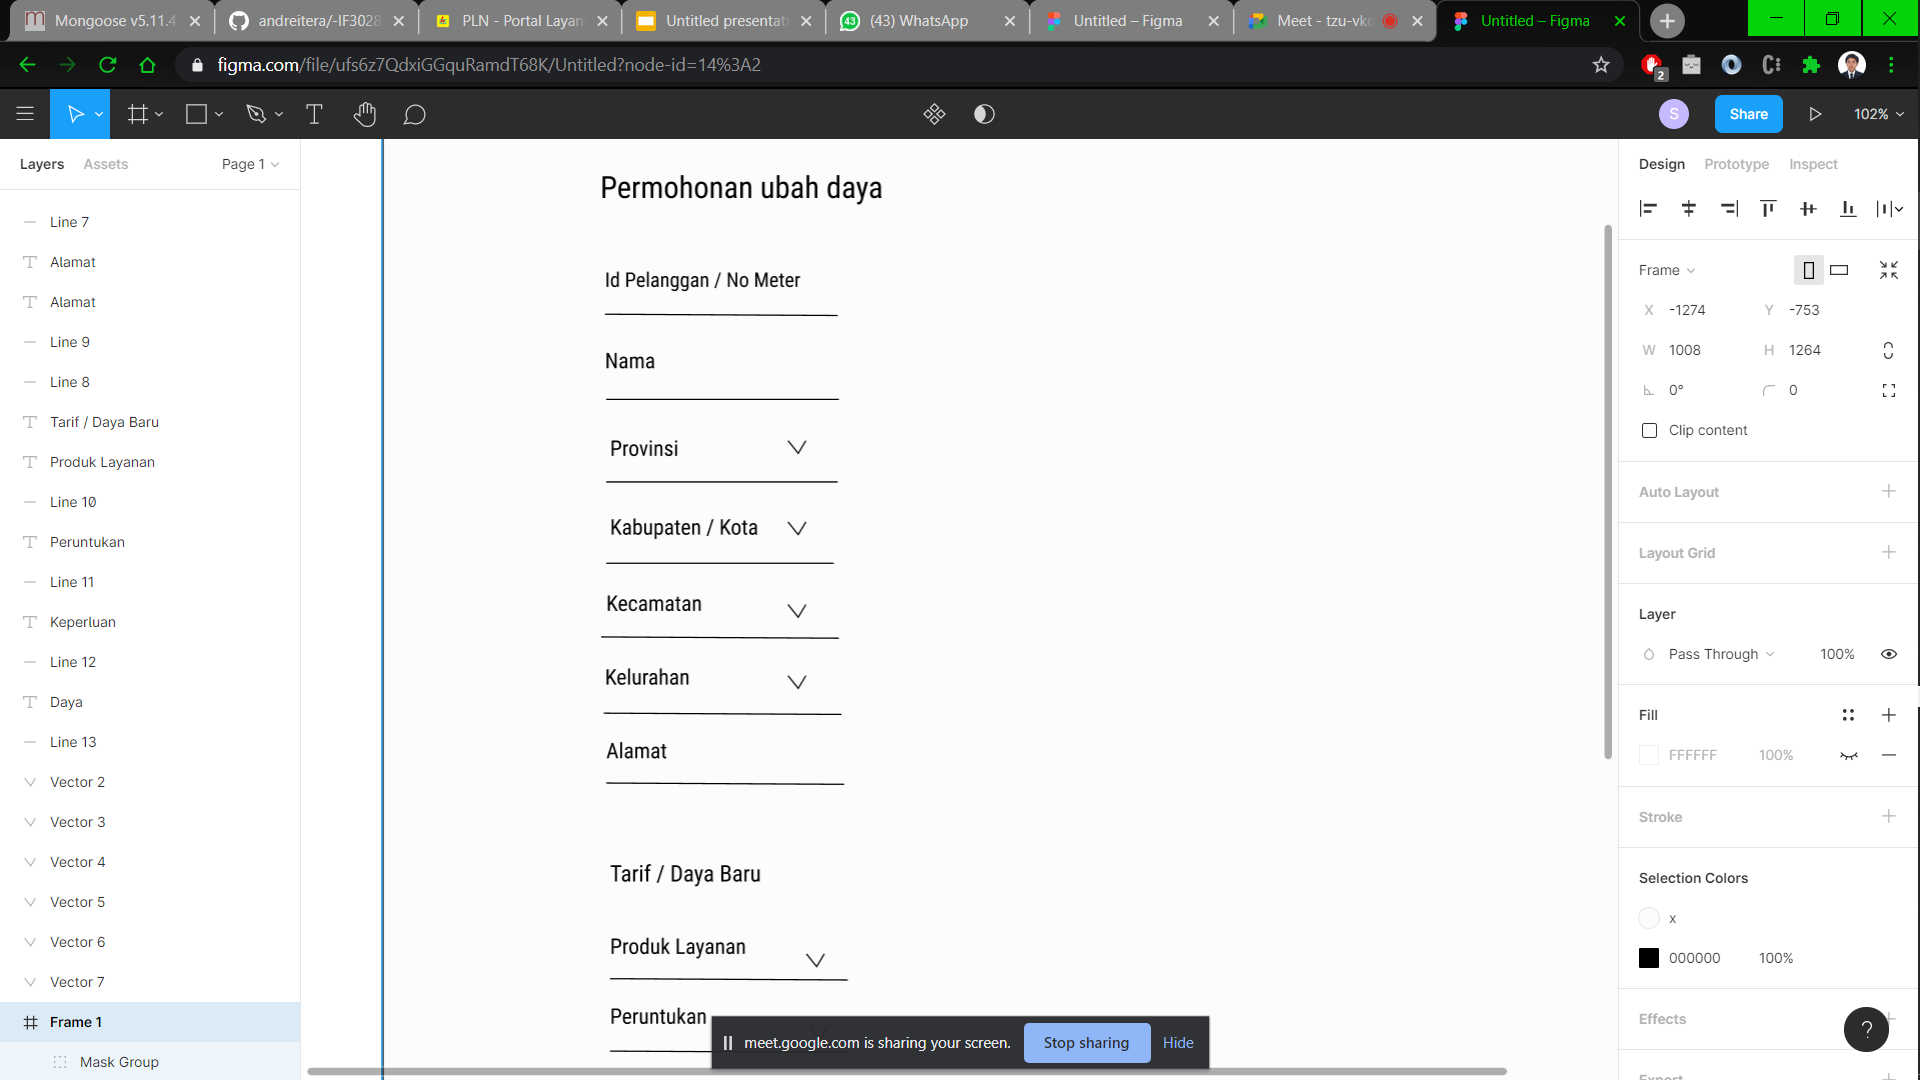 Mongoose v5.11.4
andreitera/-IF3028
PLN - Portal Layan
Untitled presentati
43
(43) WhatsApp
Untitled – Figma
Meet - tzu-vk
Untitled – Figma
figma.com/file/ufs6z7QdxiGGquRamdT68K/Untitled?node-id=14%3A2
2
S
Share
102%
Layers
Assets
Page 1
Line 7
Alamat
Alamat
Line 9
Line 8
Tarif / Daya Baru
Produk Layanan
Line 10
Peruntukan
Line 11
Keperluan
Line 12
Daya
Line 13
Vector 2
Vector 3
Vector 4
Vector 5
Vector 6
Vector 7
Frame 1
Mask Group
Permohonan ubah daya
Id Pelanggan / No Meter
Nama
Provinsi
Kabupaten / Kota
Kecamatan
Kelurahan
Alamat
Tarif / Daya Baru
Produk Layanan
Peruntukan
meet.google.com is sharing your screen.
Stop sharing
Hide
Design
Prototype
Inspect
Frame
X -1274 Y -753
W 1008 H 1264
0° 0
Clip content
Auto Layout
Layout Grid
Layer
Pass Through 100%
Fill
FFFFFF 100%
Stroke
Selection Colors
x
000000 100%
Effects
?
Export